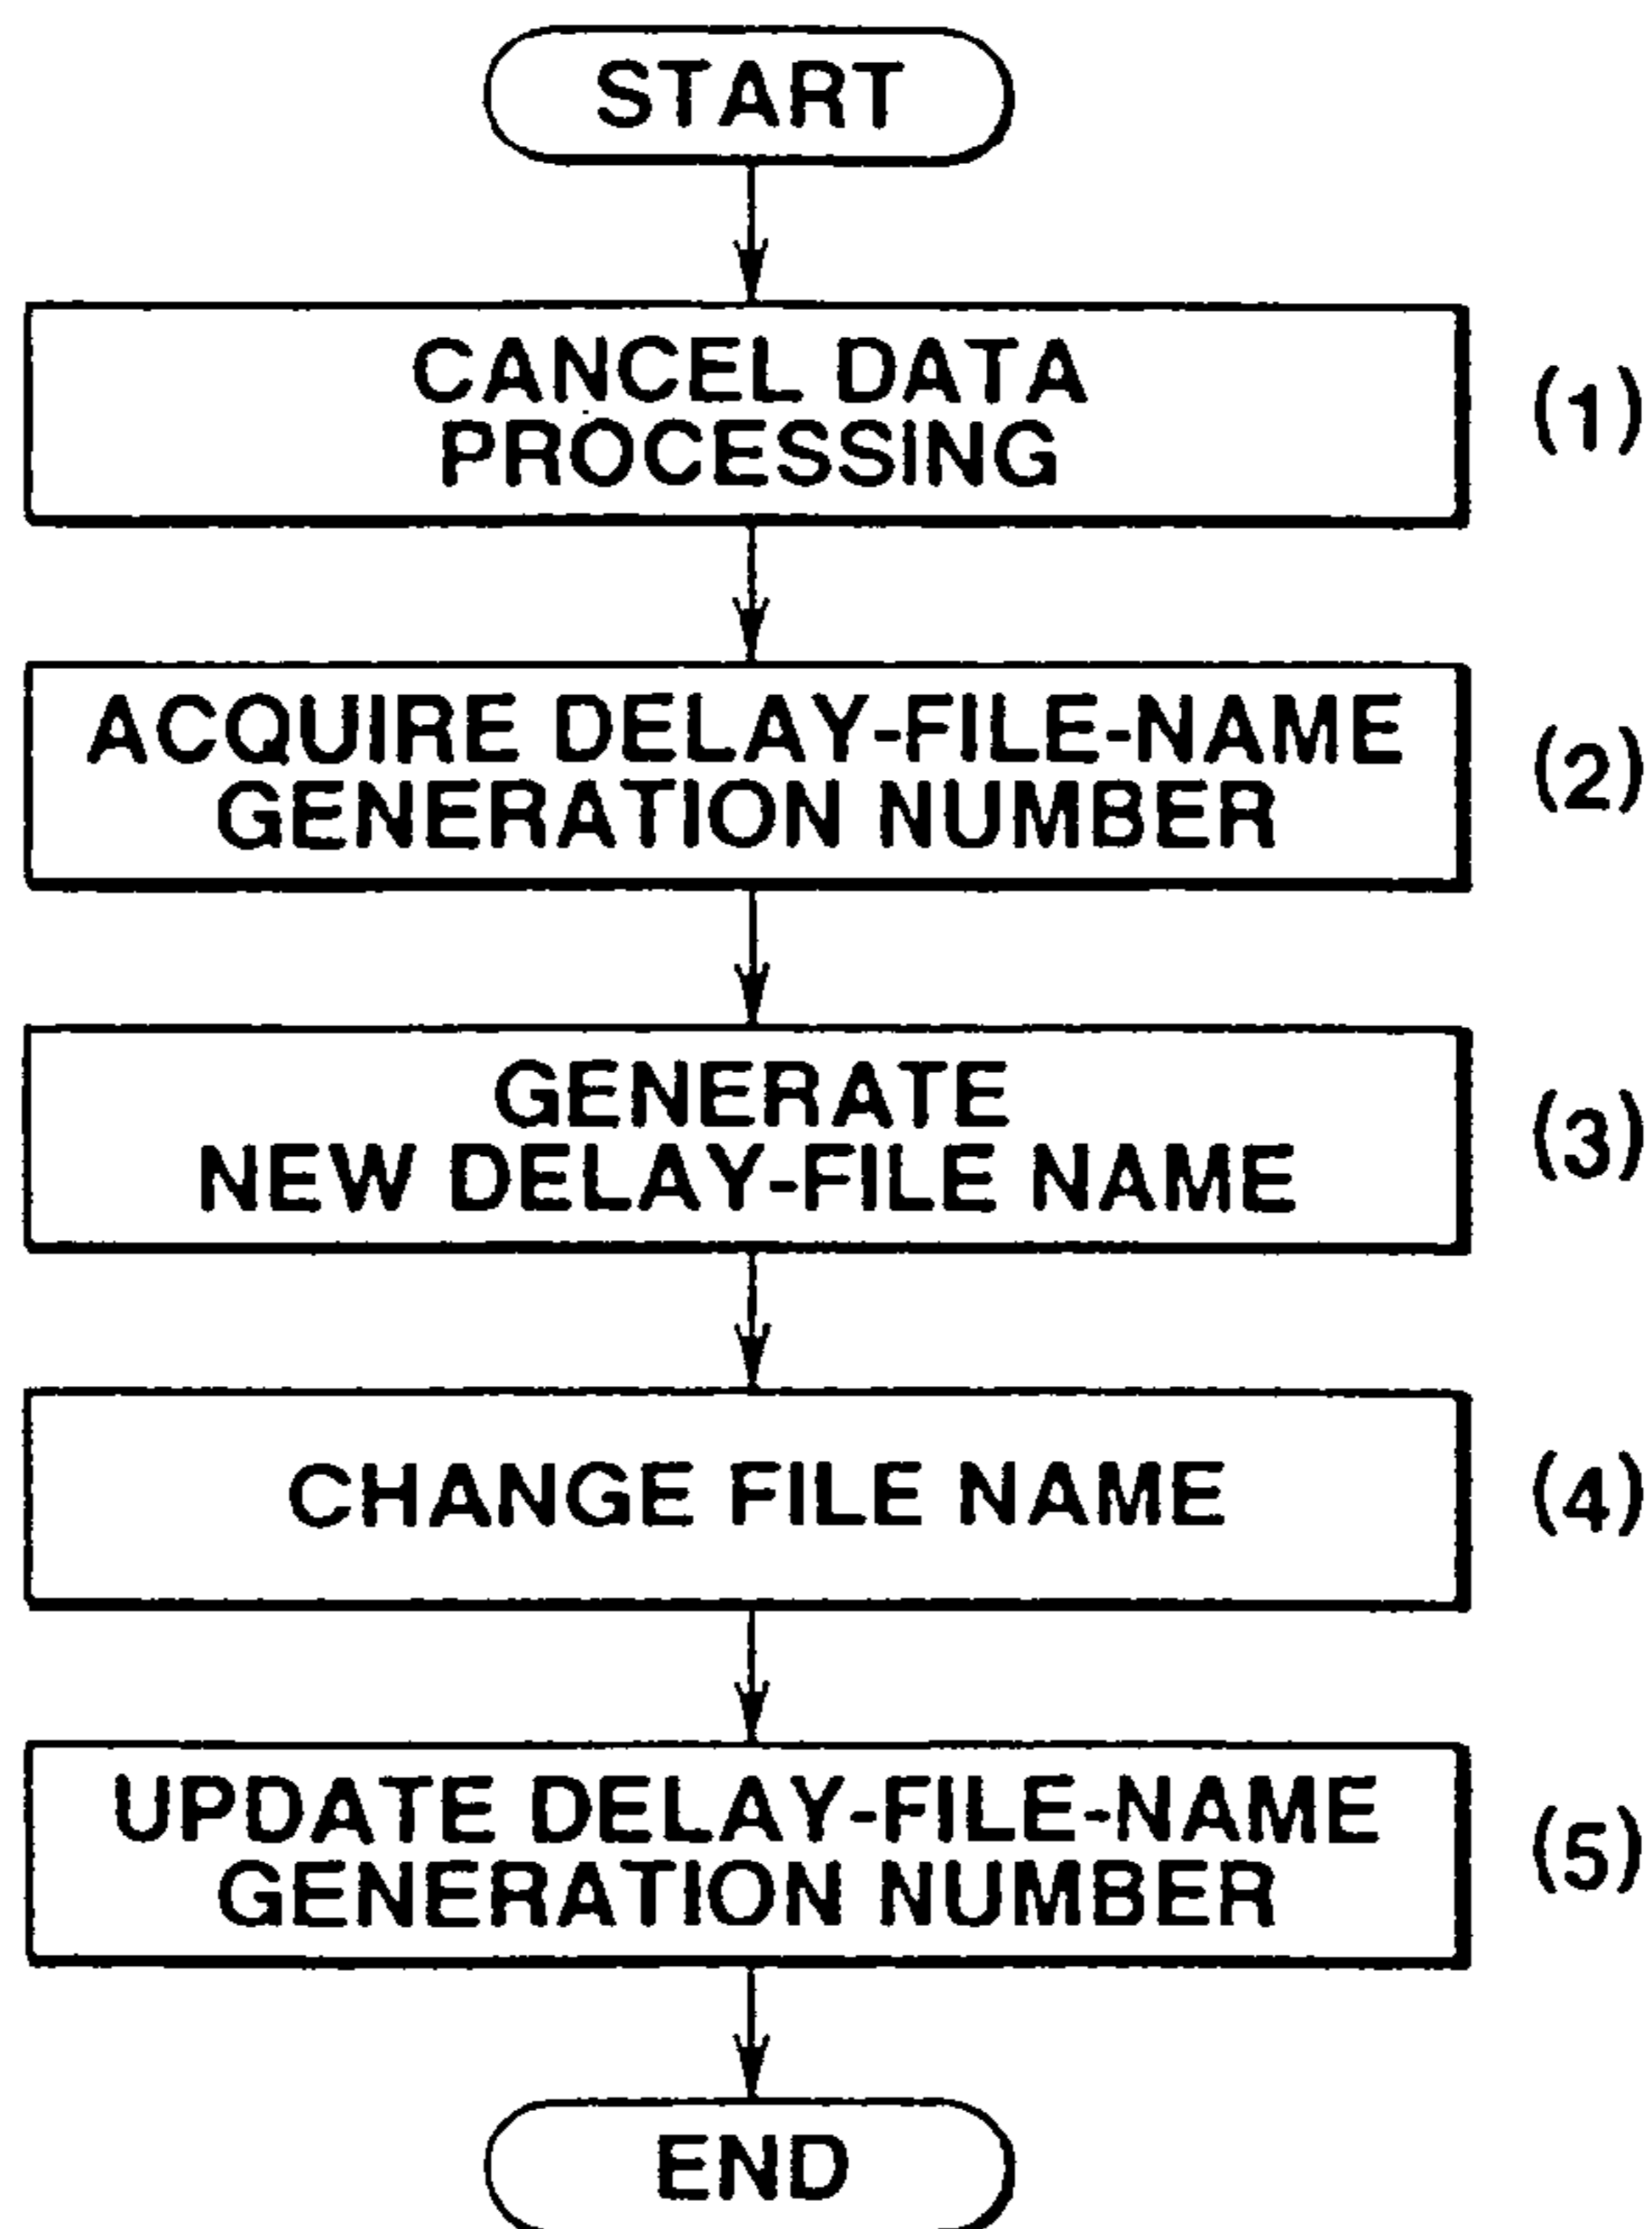 START
CANCEL DATA
PROCESSING
(1)
ACQUIRE DELAY-FILE-NAME
GENERATION NUMBER
(2)
GENERATE
NEW DELAY-FILE NAME
(3)
CHANGE FILE NAME
(4)
UPDATE DELAY-FILE-NAME
GENERATION NUMBER
(5)
END